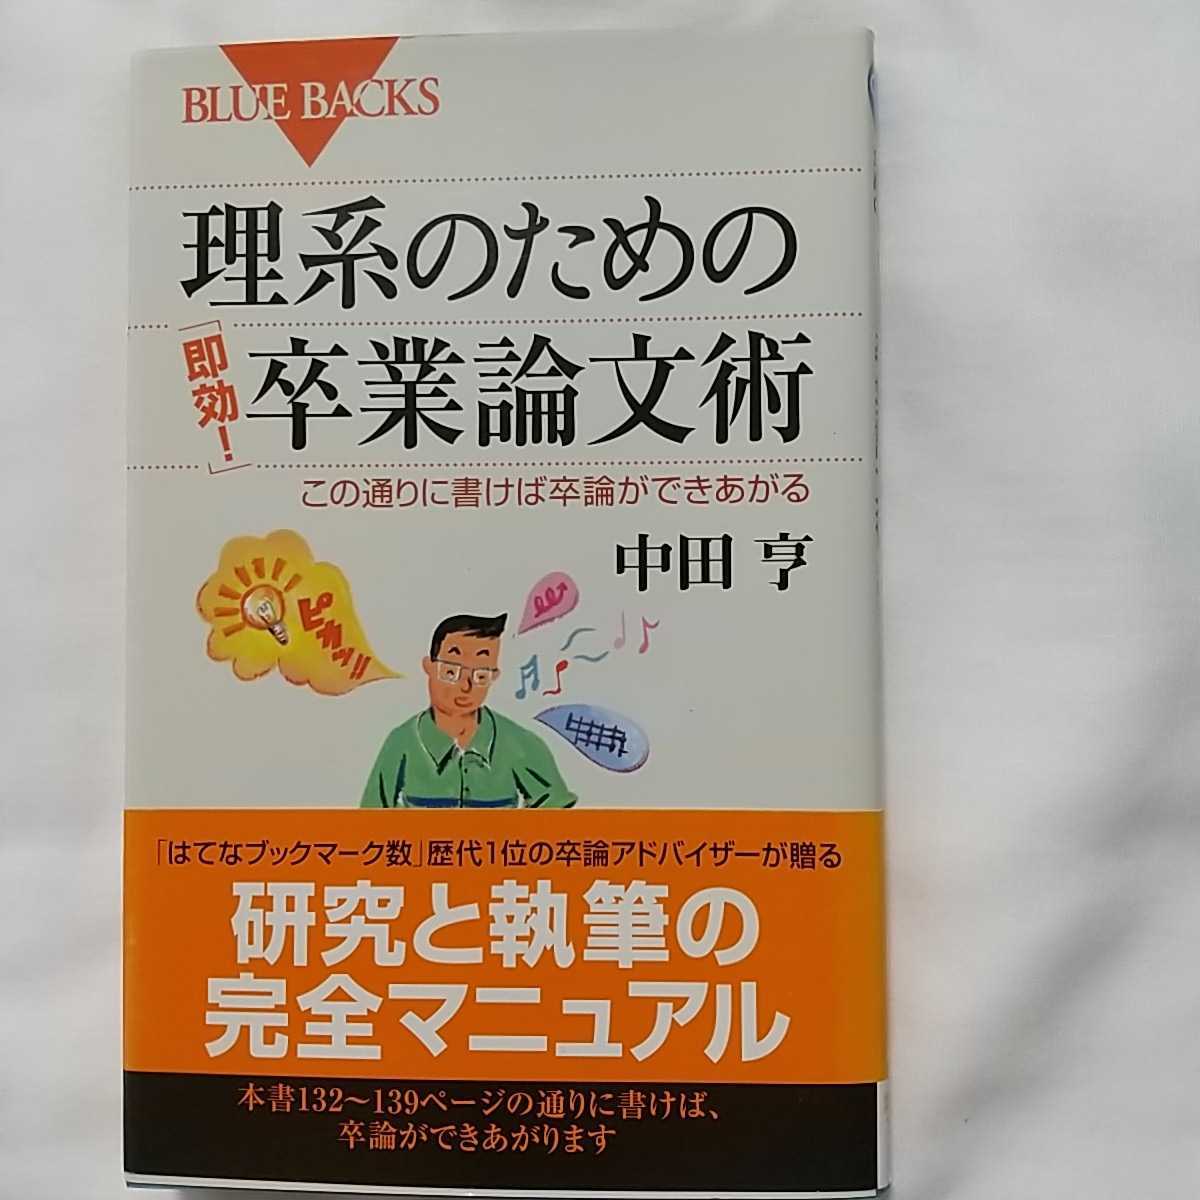 BLUE BACKS
理系のための
「即効!」
卒業論文術
この通りに書けば卒論ができあがる
中田 亨
ピキッ!!
「はてなブックマーク数」歴代1位の卒論アドバイザーが贈る
研究と執筆の
完全マニュアル
本書132〜139ページの通りに書けば、
卒論ができあがります